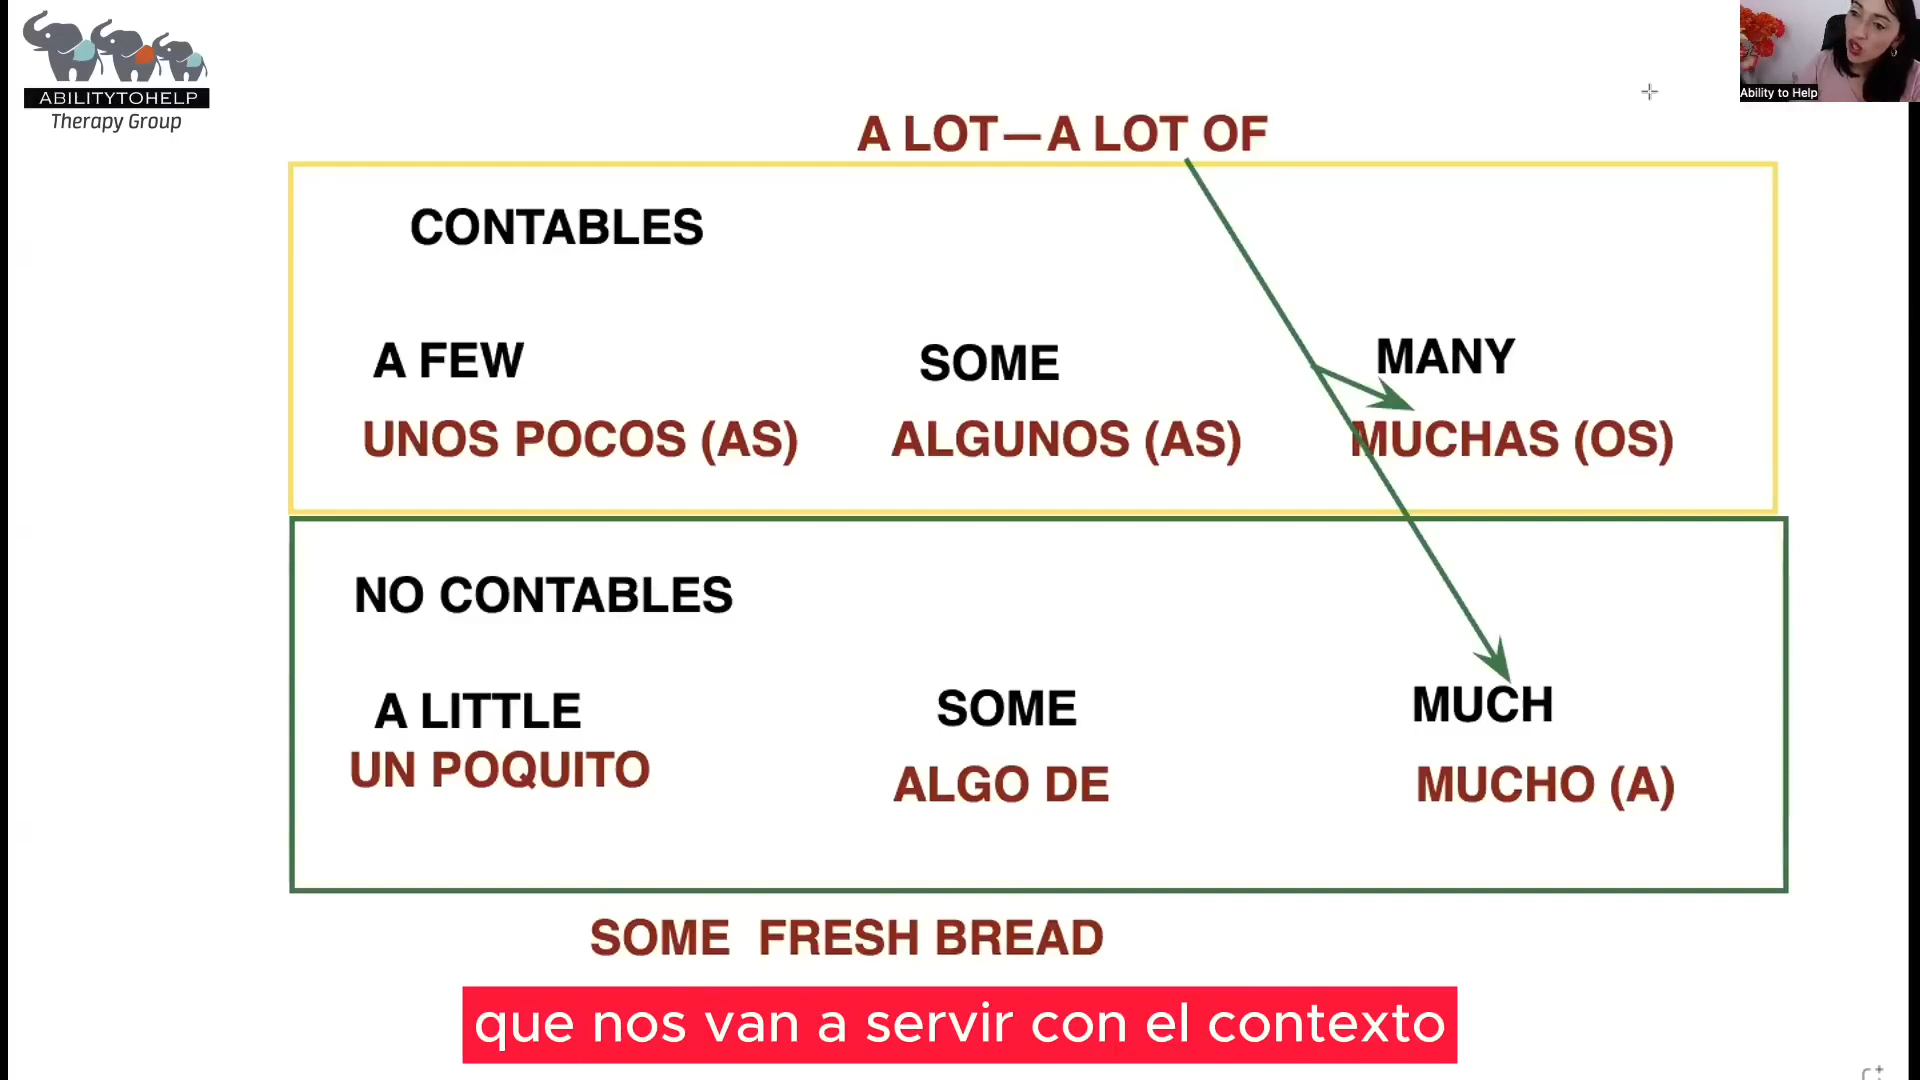 ABILITYTOHELP
Therapy Group
Ability to Help
A LOT—A LOT OF
CONTABLES
A FEW
SOME
MANY
UNOS POCOS (AS)
ALGUNOS (AS)
MUCHAS (OS)
NO CONTABLES
A LITTLE
SOME
MUCH
UN POQUITO
ALGO DE
MUCHO (A)
SOME FRESH BREAD
que nos van a servir con el contexto